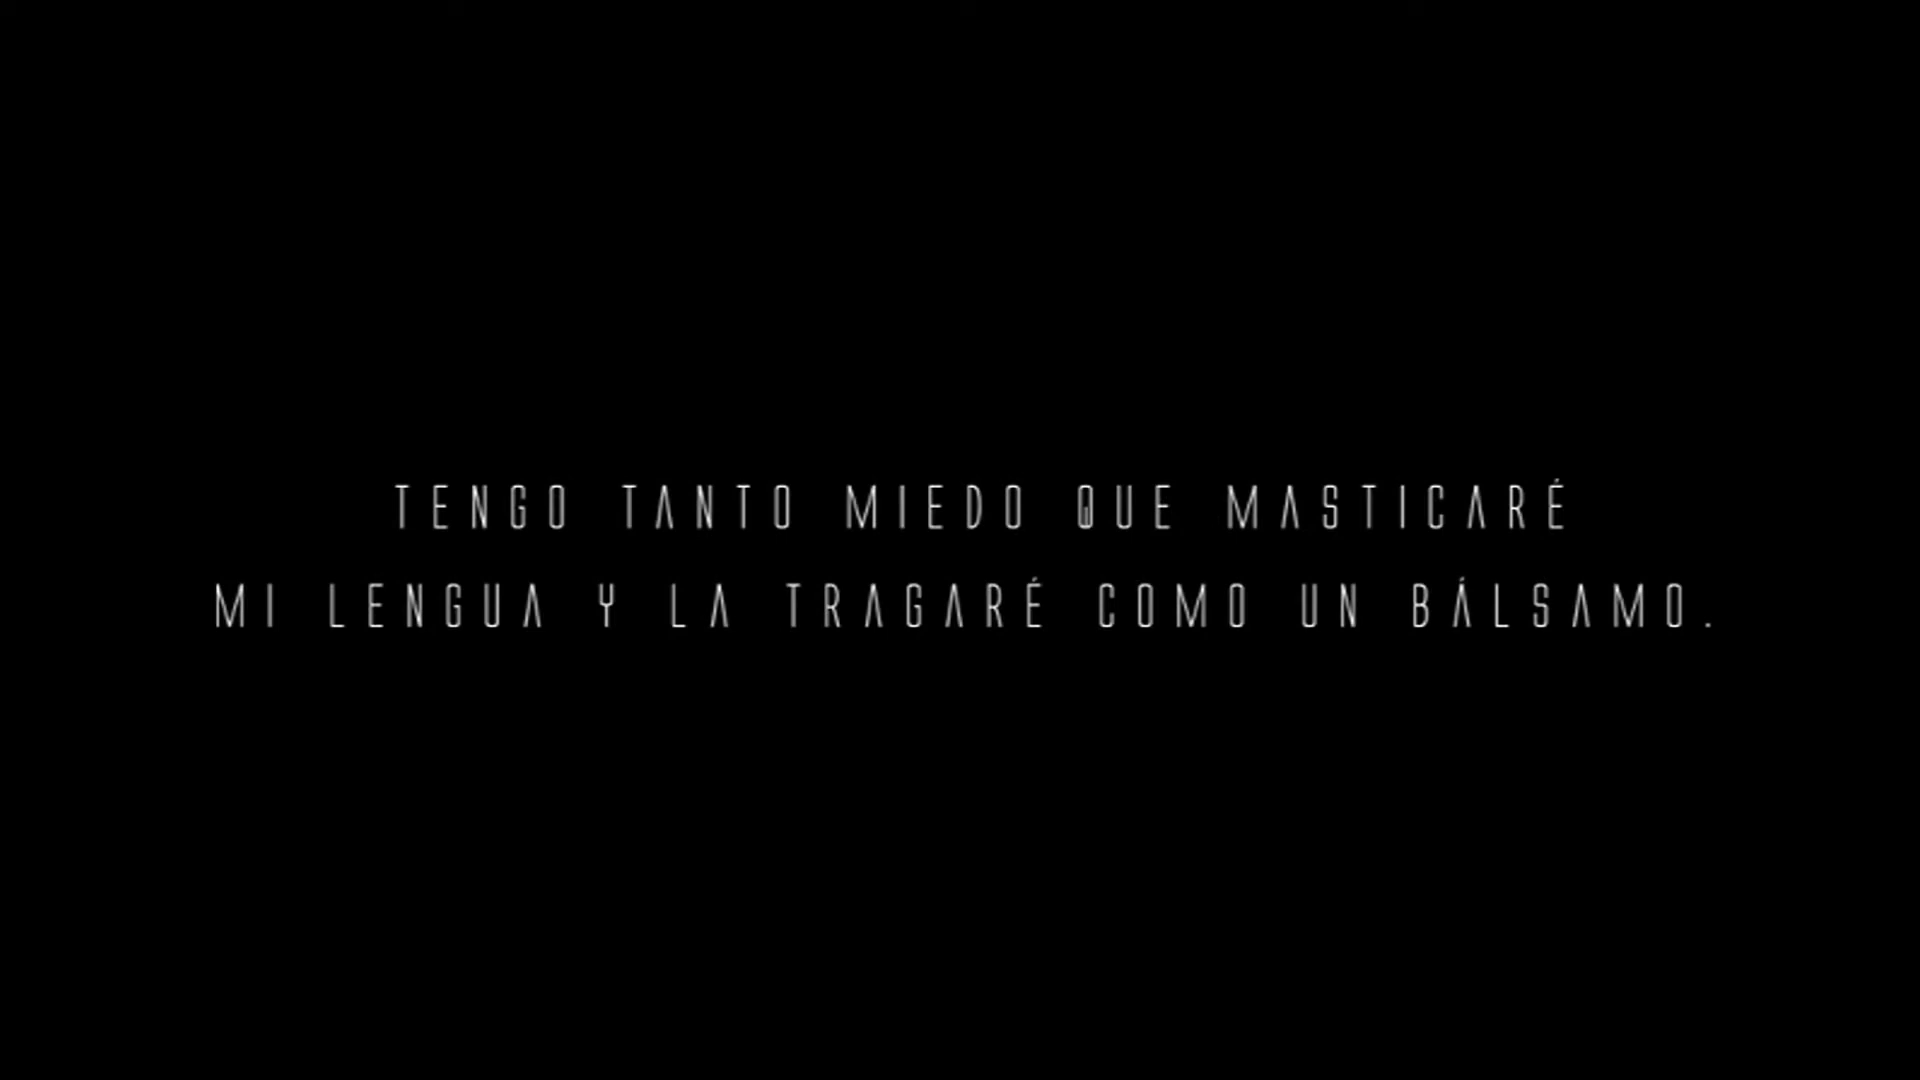 TENGO TANTO MIEDO QUE MASTICARÉ
MI LENGUA Y LA TRAGARÉ COMO UN BÁLSAMO.